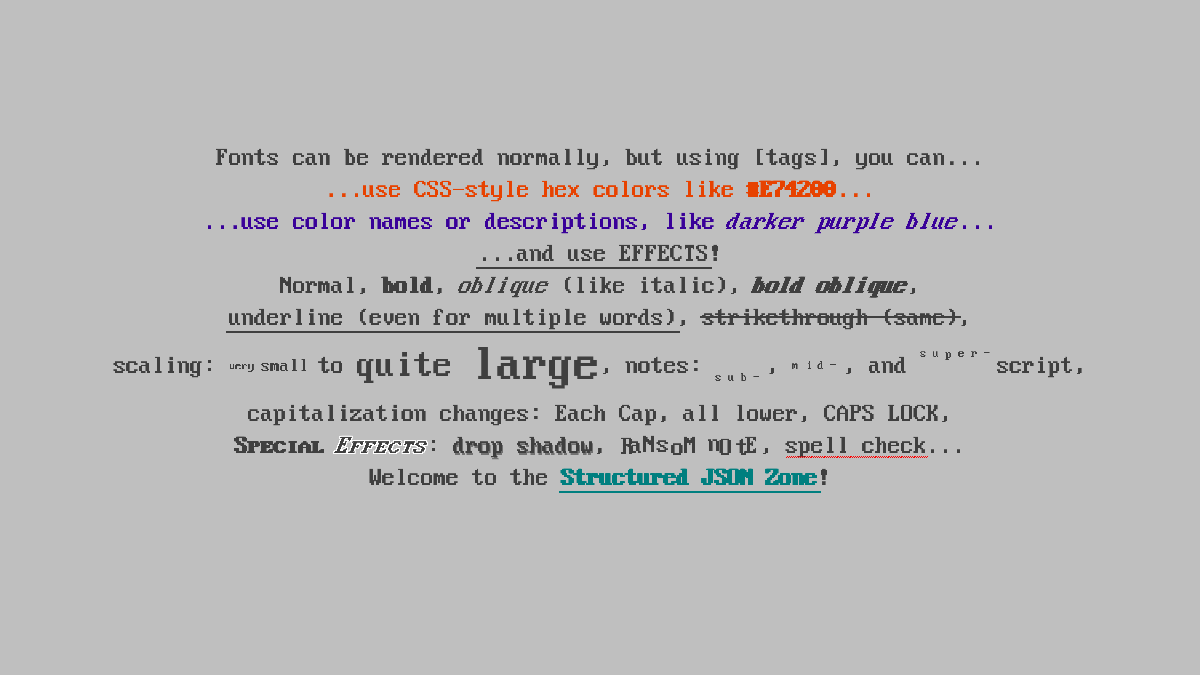 Fonts can be rendered normally, but using [tags], you can...
...use CSS-style hex colors like #E74200...
...use color names or descriptions, like darker purple blue...
...and use EFFECTS!
Normal, bold, oblique (like italic), bold oblique,
underline (even for multiple words), strikethrough (same),
scaling: very small to quite large, notes: sub-, mid-, and super-script,
capitalization changes: Each Cap, all lower, CAPS LOCK,
Special Effects: drop shadow, RaNsoM nOtE, spell check...
Welcome to the Structured JSON Zone!